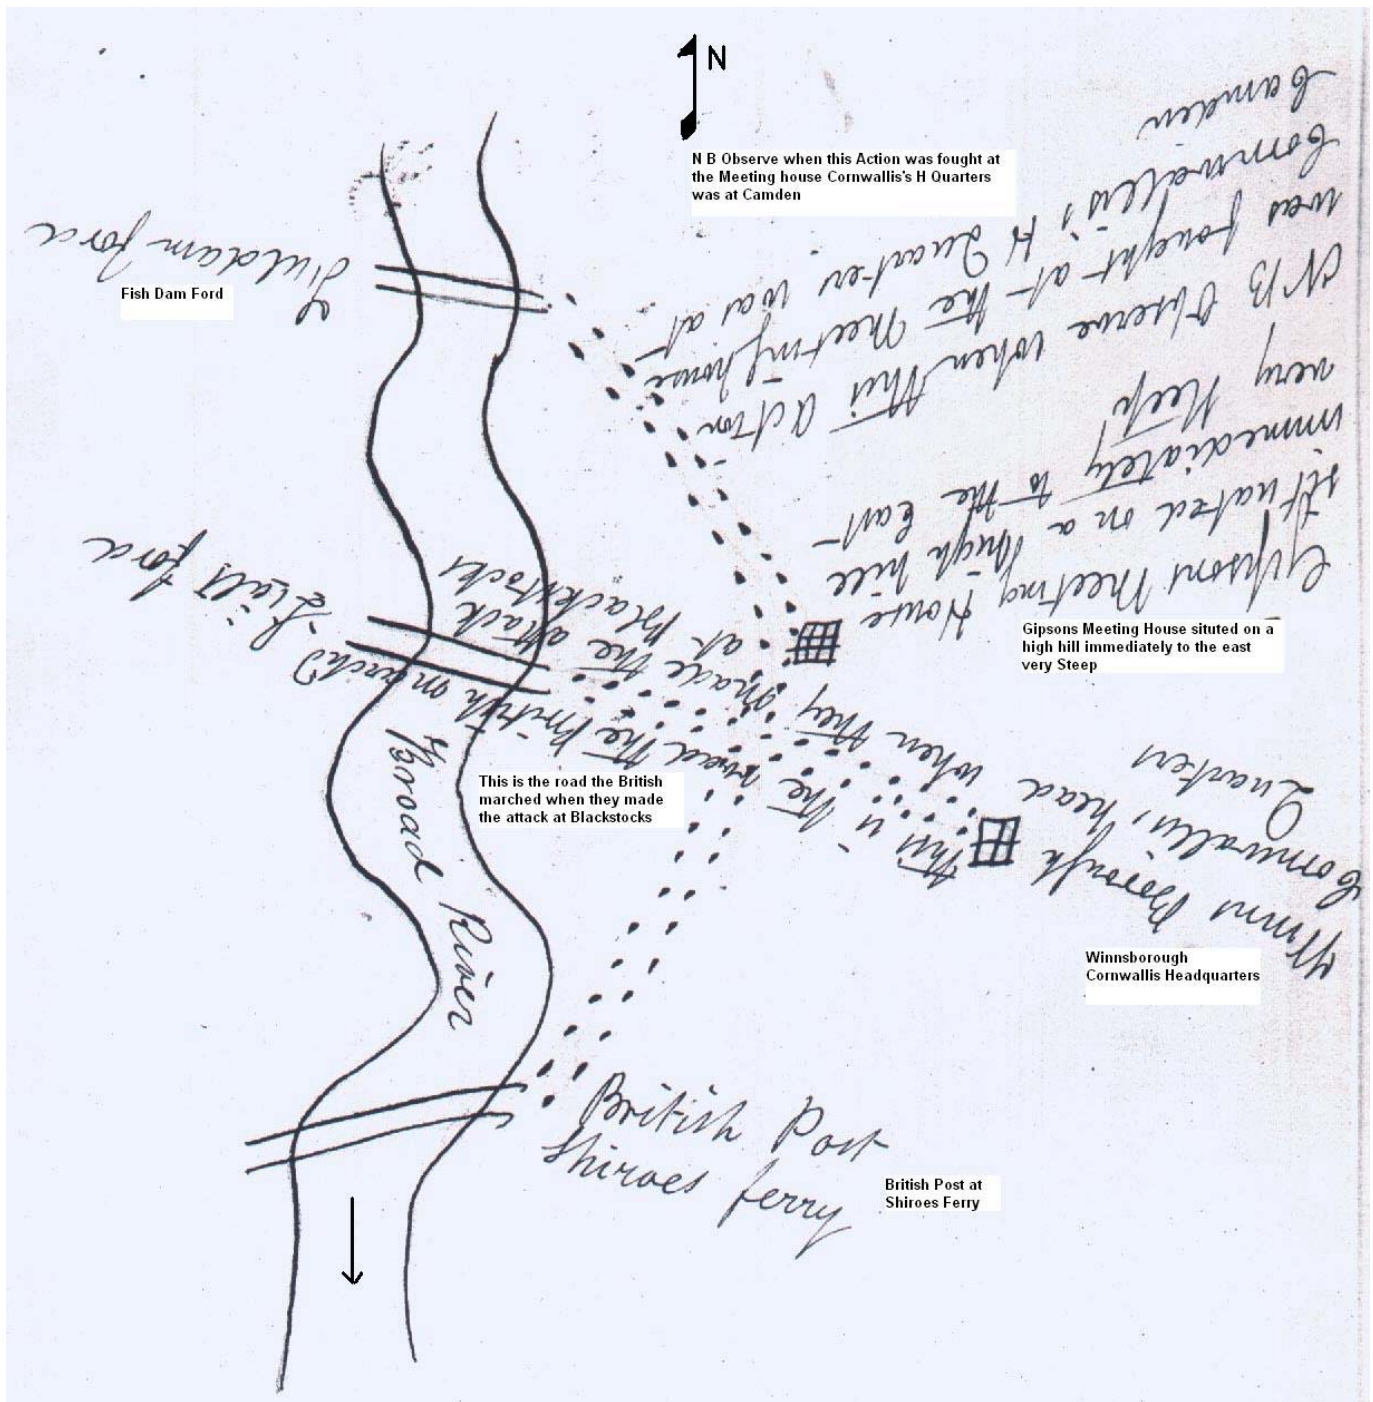 N
N B Observe when this Action was fought at
the Meeting house Cornwallis's H Quarters
was at Camden
N B Observe when this Action
was fought at the Meeting house
Cornwallis's H Quarters was at
Camden
Fish Dam Ford
ford
Gipsons Meeting House
situated on a high hill
immediately to the East
very Steep
Gipsons Meeting House situted on a
high hill immediately to the east
very Steep
ford
this is the road the British marched
when they made the attack
at Blackstocks
This is the road the British
marched when they made
the attack at Blackstocks
Broad River
Winns Borough
Cornwallis, head
Quarters
Winnsborough
Cornwallis Headquarters
British Post
Shiroes ferry
British Post at
Shiroes Ferry